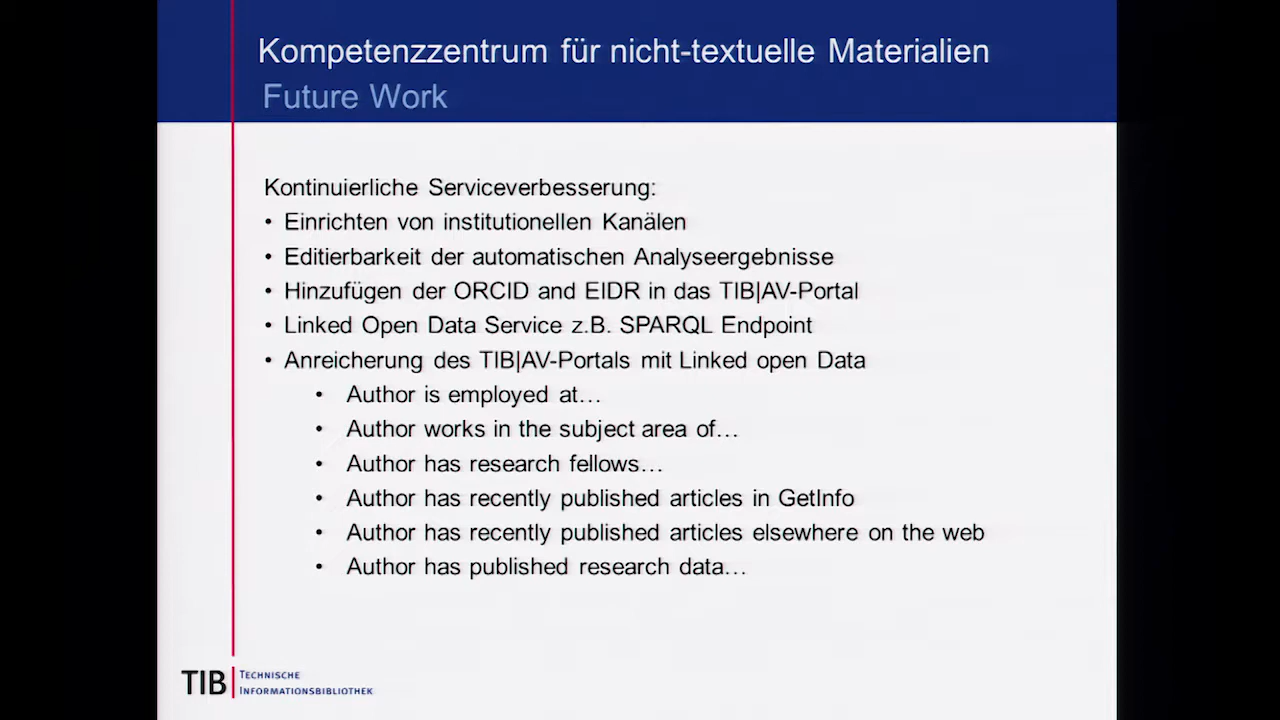 Kompetenzzentrum für nicht-textuelle Materialien
Future Work
Kontinuierliche Serviceverbesserung:
• Einrichten von institutionellen Kanälen
• Editierbarkeit der automatischen Analyseergebnisse
• Hinzufügen der ORCID and EIDR in das TIB|AV-Portal
• Linked Open Data Service z.B. SPARQL Endpoint
• Anreicherung des TIB|AV-Portals mit Linked open Data
• Author is employed at…
• Author works in the subject area of…
• Author has research fellows…
• Author has recently published articles in GetInfo
• Author has recently published articles elsewhere on the web
• Author has published research data…
TIB TECHNISCHE
INFORMATIONSBIBLIOTHEK